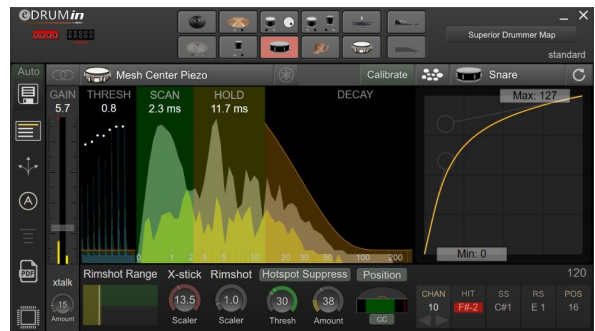 eDRUMin
Superior Drummer Map
standard
Auto
Mesh Center Piezo
Calibrate
Snare
GAIN
5.7
THRESH
0.8
SCAN
2.3 ms
HOLD
11.7 ms
DECAY
Max: 127
Min: 0
0 1 2 3 5 10 20 30 50 100 200
xtalk
15
Amount
Rimshot Range
X-stick
Rimshot
Hotspot Suppress
Position
120
13.5
Scaler
1.0
Scaler
30
Thresh
38
Amount
CC
CHAN HIT SS RS POS
10 F#-2 C#1 E 1 16
A
PDF